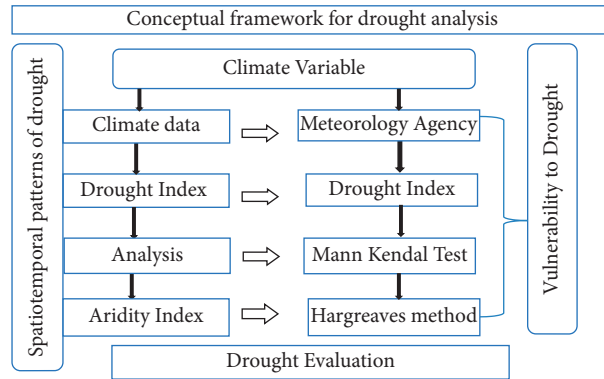 Conceptual framework for drought analysis
Spatiotemporal patterns of drought
Climate Variable
Climate data
Meteorology Agency
Drought Index
Drought Index
Analysis
Mann Kendal Test
Aridity Index
Hargreaves method
Vulnerability to Drought
Drought Evaluation